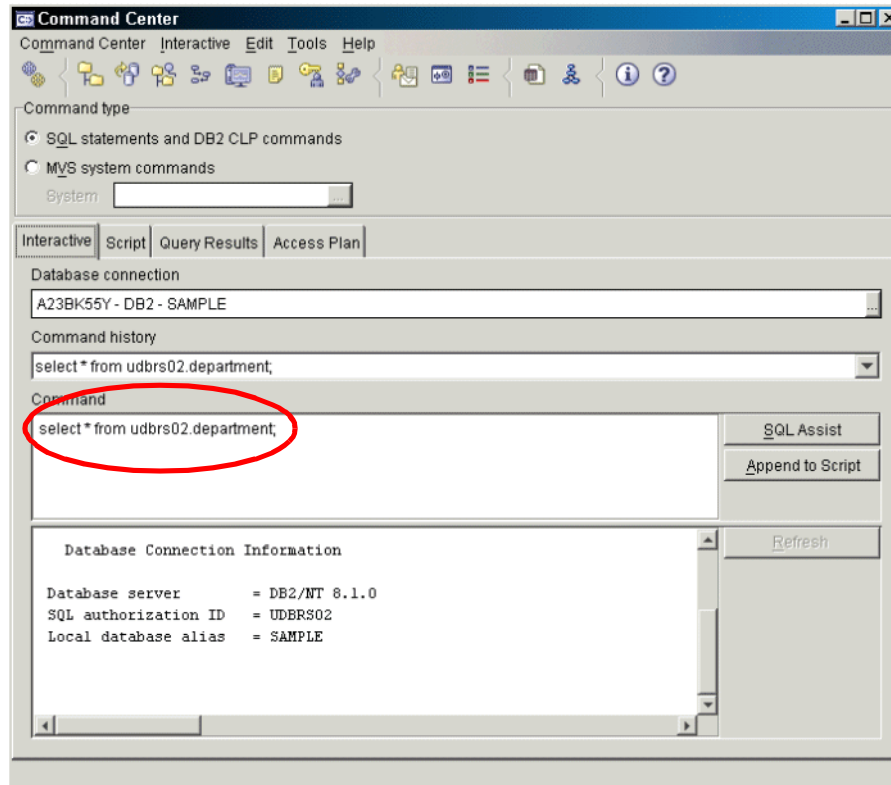 Command Center
Command Center Interactive Edit Tools Help
Command type
SQL statements and DB2 CLP commands
MVS system commands
System ...
Interactive Script Query Results Access Plan
Database connection
A23BK55Y - DB2 - SAMPLE ...
Command history
select * from udbrs02.department;
Command
select * from udbrs02.department;
SQL Assist
Append to Script
Database Connection Information
Refresh
Database server = DB2/NT 8.1.0
SQL authorization ID = UDBRS02
Local database alias = SAMPLE